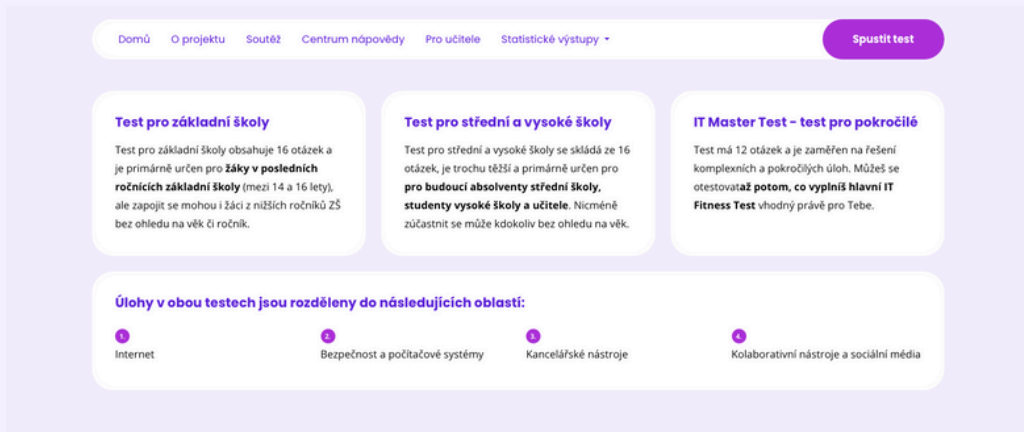 Domů O projektu Soutěž Centrum nápovědy Pro učitele Statistické výstupy Spustit test
Test pro základní školy
Test pro základní školy obsahuje 16 otázek a
je primárně určen pro žáky v posledních
ročnících základní školy (mezi 14 a 16 lety),
ale zapojit se mohou i žáci z nižších ročníků ZŠ
bez ohledu na věk či ročník.
Test pro střední a vysoké školy
Test pro střední a vysoké školy se skládá ze 16
otázek, je trochu těžší a primárně určen pro
pro budoucí absolventy střední školy,
studenty vysoké školy a učitele. Nicméně
zúčastnit se může kdokoliv bez ohledu na věk.
IT Master Test - test pro pokročilé
Test má 12 otázek a je zaměřen na řešení
komplexních a pokročilých úloh. Můžeš se
otestovataž potom, co vyplníš hlavní IT
Fitness Test vhodný právě pro Tebe.
Úlohy v obou testech jsou rozděleny do následujících oblastí:
1.
Internet
2.
Bezpečnost a počítačové systémy
3.
Kancelářské nástroje
4.
Kolaborativní nástroje a sociální média